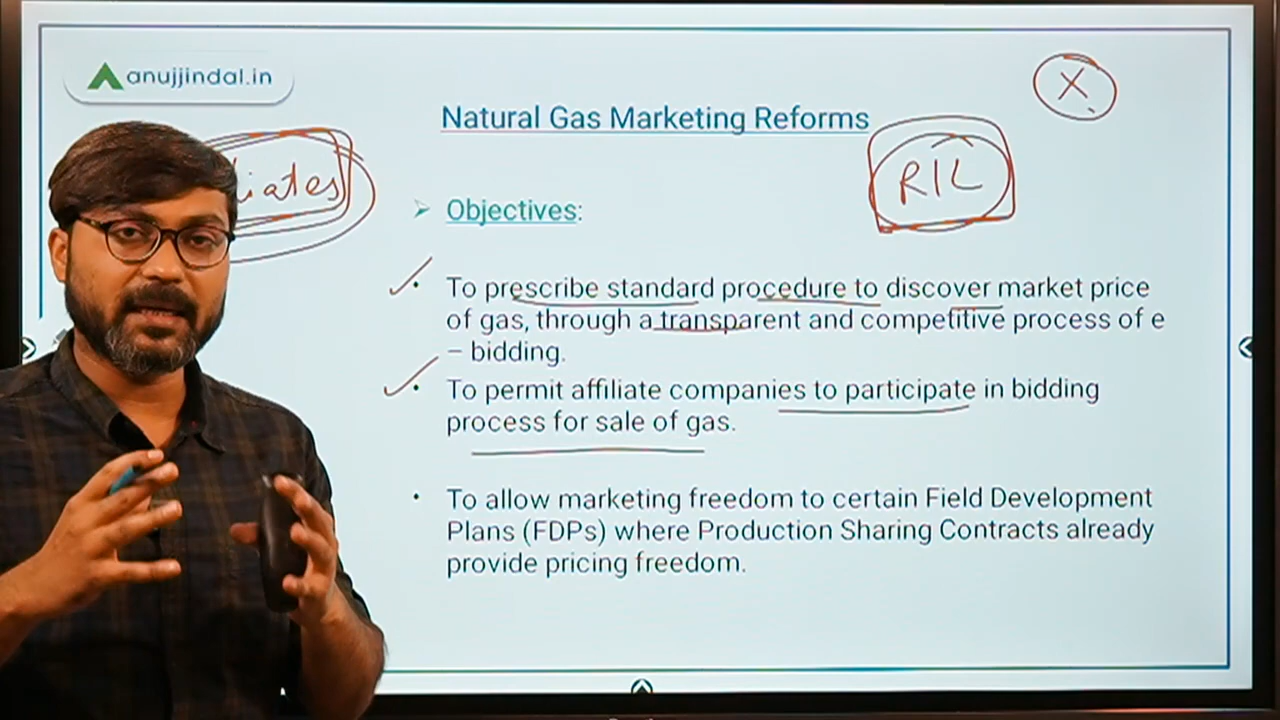 anujjindal.in
X
Natural Gas Marketing Reforms
RIL
Objectives:
• To prescribe standard procedure to discover market price
of gas, through a transparent and competitive process of e
– bidding.
• To permit affiliate companies to participate in bidding
process for sale of gas.
• To allow marketing freedom to certain Field Development
Plans (FDPs) where Production Sharing Contracts already
provide pricing freedom.